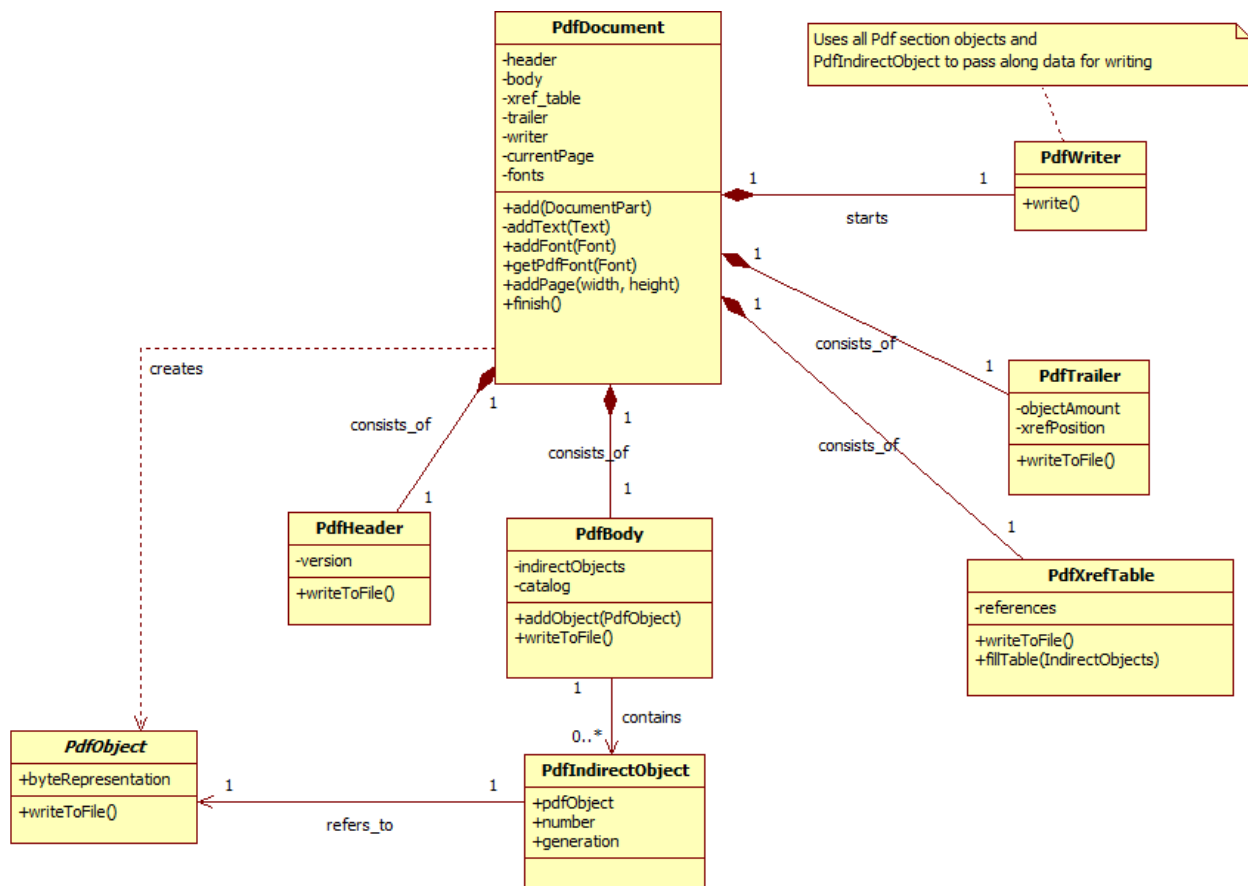 PdfDocument
-header
-body
-xref_table
-trailer
-writer
-currentPage
-fonts
+add(DocumentPart)
-addText(Text)
+addFont(Font)
+getPdfFont(Font)
+addPage(width, height)
+finish()
Uses all Pdf section objects and
PdfIndirectObject to pass along data for writing
PdfWriter
+write()
1
1
starts
1
consists_of
1
PdfTrailer
-objectAmount
-xrefPosition
+writeToFile()
1
consists_of
1
PdfXrefTable
-references
+writeToFile()
+fillTable(IndirectObjects)
creates
1
consists_of
1
PdfHeader
-version
+writeToFile()
1
consists_of
1
PdfBody
-indirectObjects
-catalog
+addObject(PdfObject)
+writeToFile()
1
contains
0..*
PdfObject
+byteRepresentation
+writeToFile()
1
1
refers_to
PdfIndirectObject
+pdfObject
+number
+generation